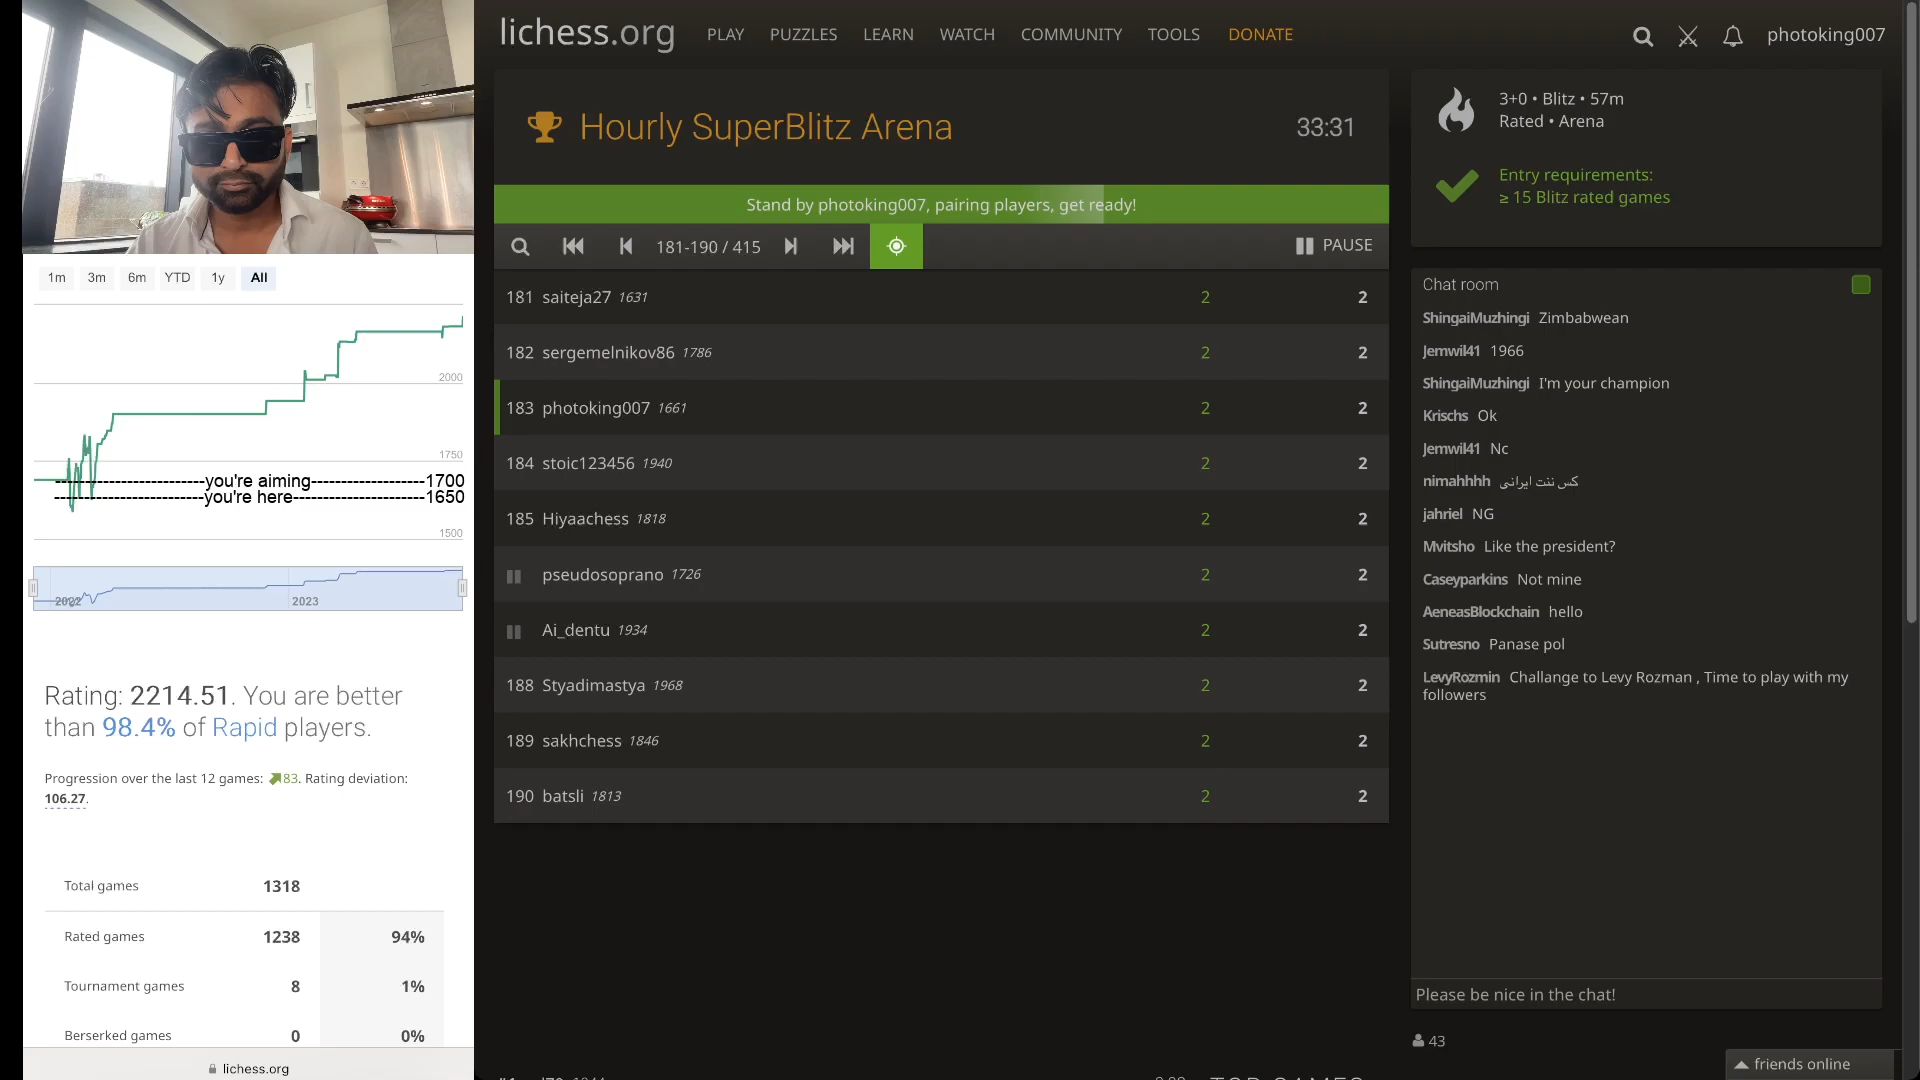 lichess.org
PLAY PUZZLES LEARN WATCH COMMUNITY TOOLS DONATE
photoking007
Hourly SuperBlitz Arena
33:31
Stand by photoking007, pairing players, get ready!
181-190 / 415
PAUSE
181 saiteja27 1631 2 2
182 sergemelnikov86 1786 2 2
183 photoking007 1661 2 2
184 stoic123456 1940 2 2
185 Hiyaachess 1818 2 2
pseudosoprano 1726 2 2
Ai_dentu 1934 2 2
188 Styadimastya 1968 2 2
189 sakhchess 1846 2 2
190 batsli 1813 2 2
3+0 • Blitz • 57m
Rated • Arena
Entry requirements:
≥ 15 Blitz rated games
Chat room
ShingaiMuzhingi Zimbabwean
Jemwil41 1966
ShingaiMuzhingi I'm your champion
Krischs Ok
Jemwil41 Nc
nimahhhh کس ننت ایرانی
jahriel NG
Mvitsho Like the president?
Caseyparkins Not mine
AeneasBlockchain hello
Sutresno Panase pol
LevyRozmin Challange to Levy Rozman , Time to play with my
followers
Please be nice in the chat!
43
friends online
1m 3m 6m YTD 1y All
2000
1750
you're aiming 1700
you're here 1650
1500
2022 2023
Rating: 2214.51. You are better
than 98.4% of Rapid players.
Progression over the last 12 games: 83. Rating deviation:
106.27.
Total games 1318
Rated games 1238 94%
Tournament games 8 1%
Berserked games 0 0%
lichess.org